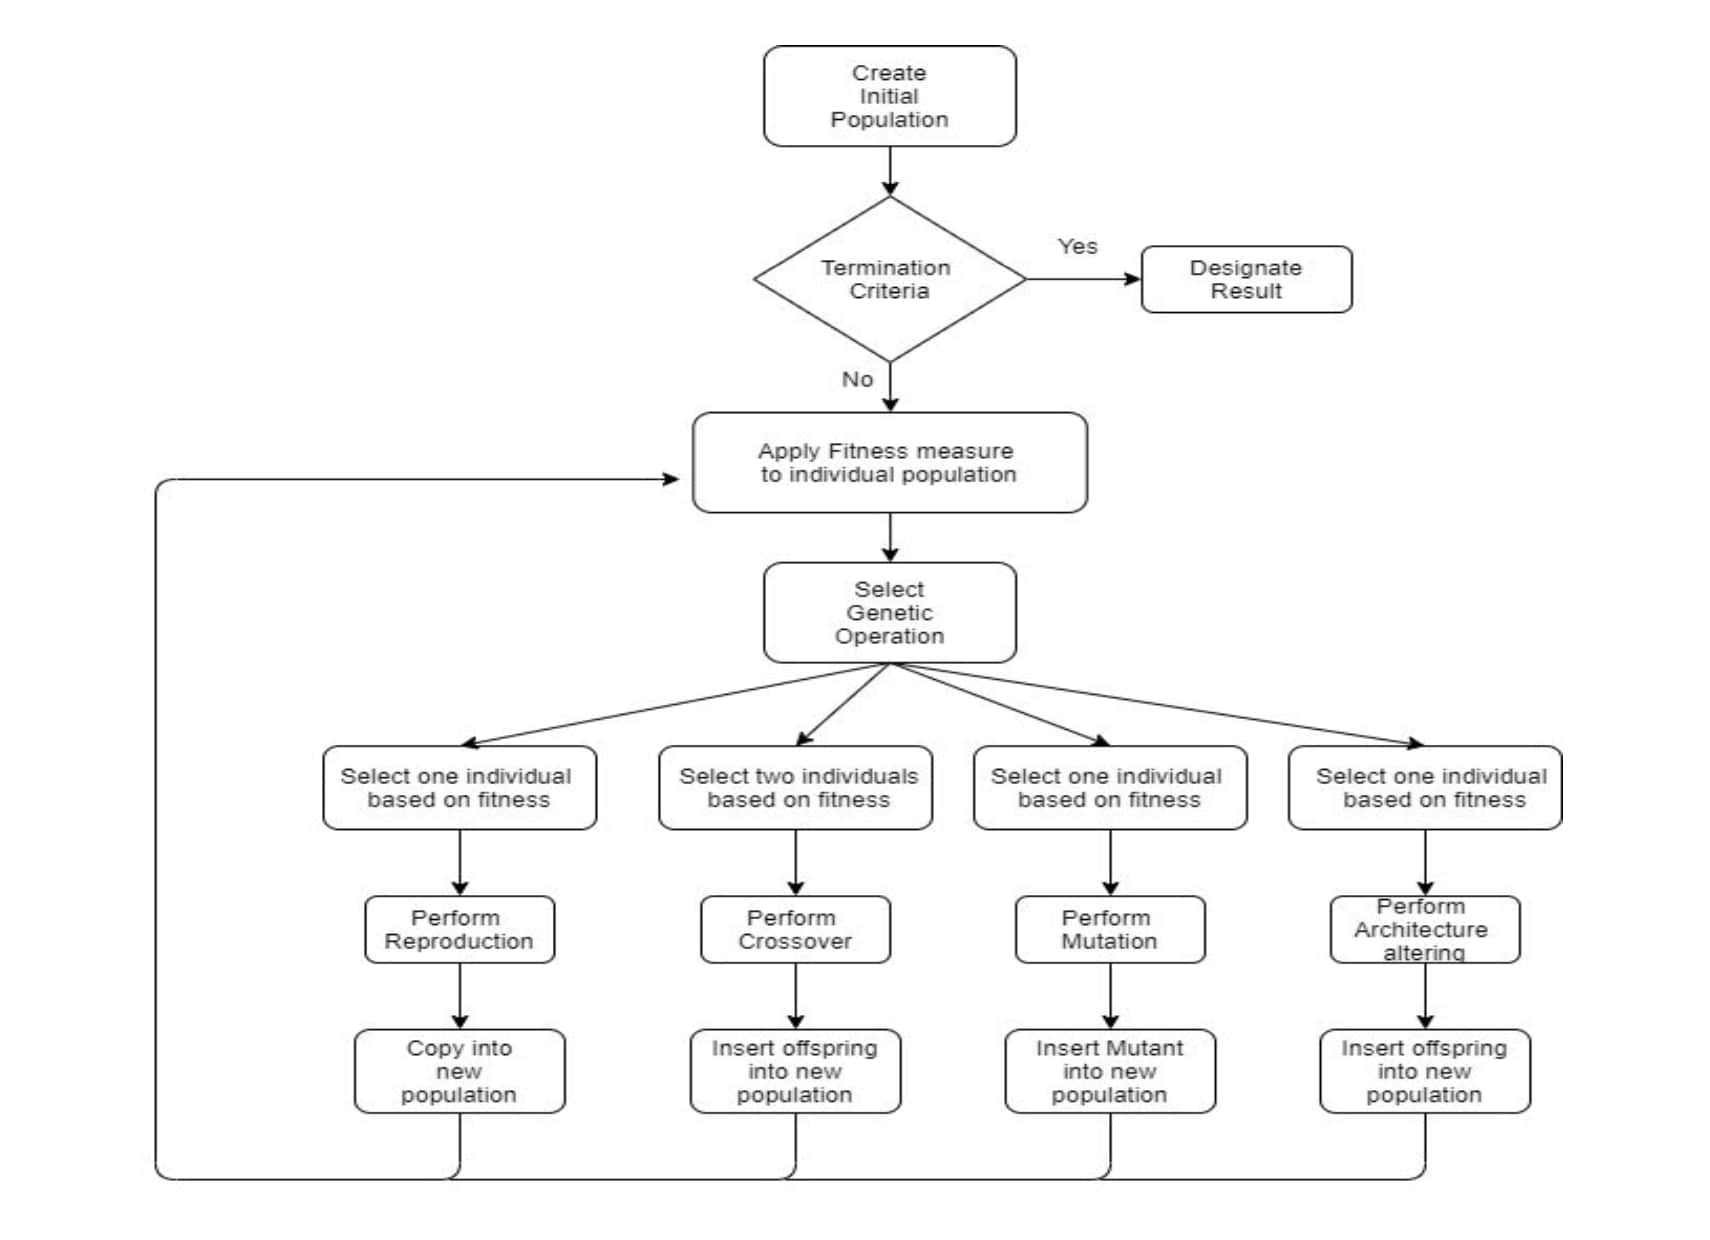 Create
Initial
Population
Termination
Criteria
Yes
Designate
Result
No
Apply Fitness measure
to individual population
Select
Genetic
Operation
Select one individual
based on fitness
Select two individuals
based on fitness
Select one individual
based on fitness
Select one individual
based on fitness
Perform
Reproduction
Perform
Crossover
Perform
Mutation
Perform
Architecture
altering
Copy into
new
population
Insert offspring
into new
population
Insert Mutant
into new
population
Insert offspring
into new
population